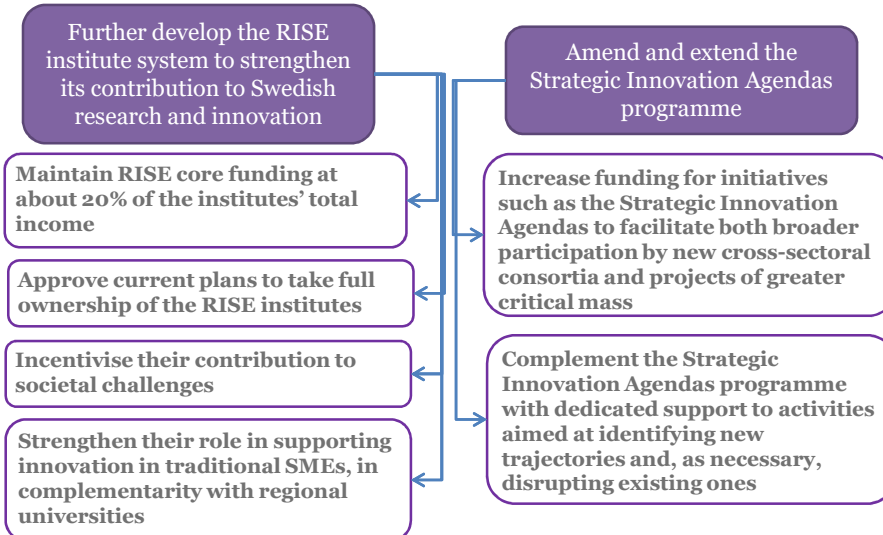 Further develop the RISE
institute system to strengthen
its contribution to Swedish
research and innovation
Maintain RISE core funding at
about 20% of the institutes’ total
income
Approve current plans to take full
ownership of the RISE institutes
Incentivise their contribution to
societal challenges
Strengthen their role in supporting
innovation in traditional SMEs, in
complementarity with regional
universities
Amend and extend the
Strategic Innovation Agendas
programme
Increase funding for initiatives
such as the Strategic Innovation
Agendas to facilitate both broader
participation by new cross-sectoral
consortia and projects of greater
critical mass
Complement the Strategic
Innovation Agendas programme
with dedicated support to activities
aimed at identifying new
trajectories and, as necessary,
disrupting existing ones